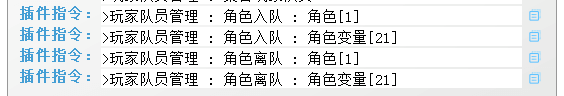 插件指令：>玩家队员管理 : 角色入队 : 角色[1]
插件指令：>玩家队员管理 : 角色入队 : 角色变量[21]
插件指令：>玩家队员管理 : 角色离队 : 角色[1]
插件指令：>玩家队员管理 : 角色离队 : 角色变量[21]